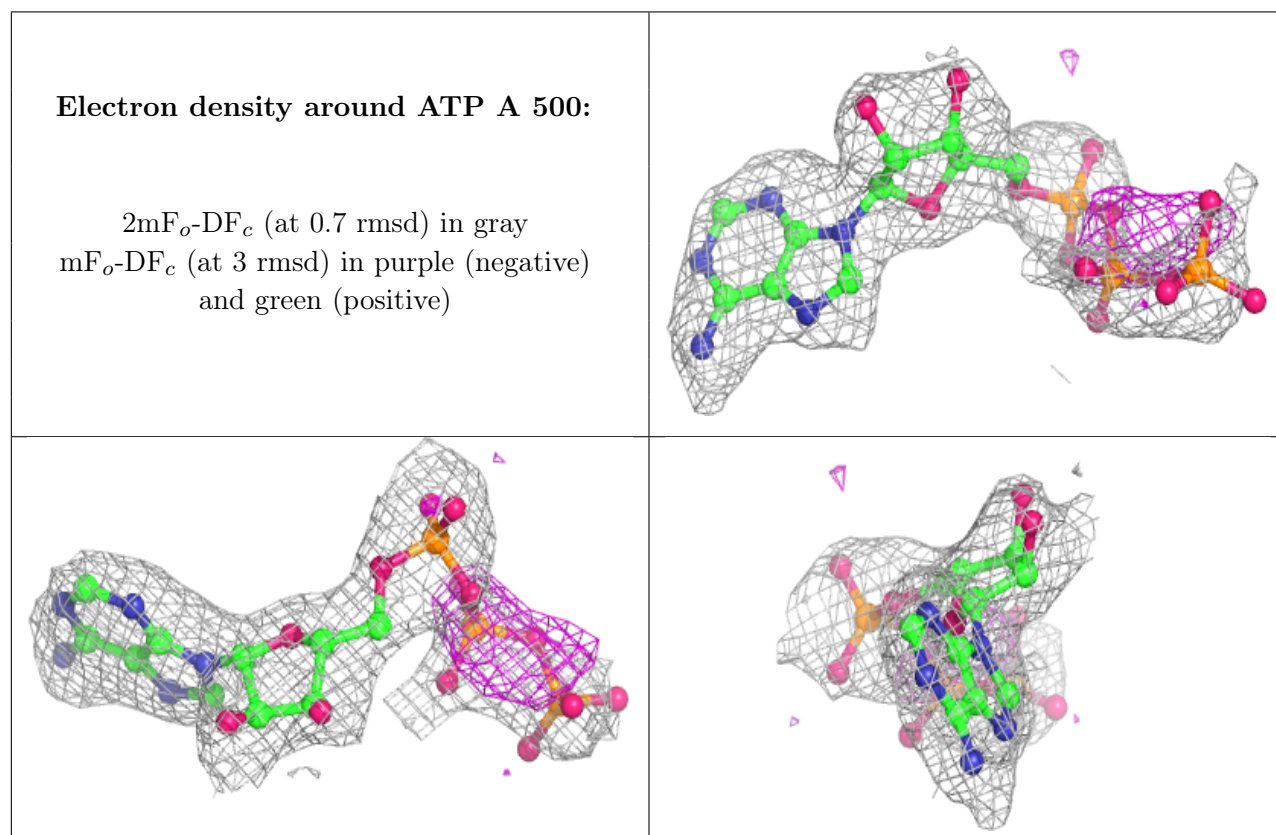 Electron density around ATP A 500:
2mFo-DFc (at 0.7 rmsd) in gray
mFo-DFc (at 3 rmsd) in purple (negative)
and green (positive)